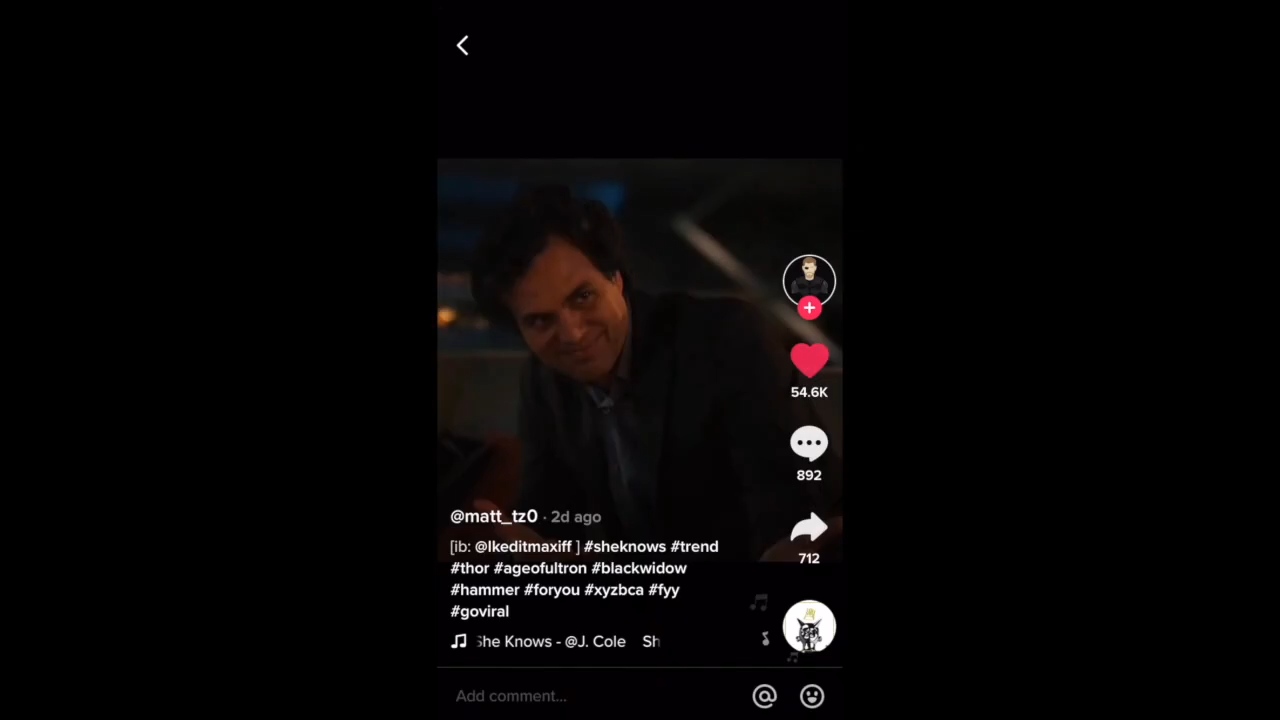 54.6K
892
@matt_tz0 · 2d ago
[ib: @lkeditmaxiff ] #sheknows #trend
#thor #ageofultron #blackwidow
#hammer #foryou #xyzbca #fyy
#goviral
712
She Knows - @J. Cole Sh
Add comment...